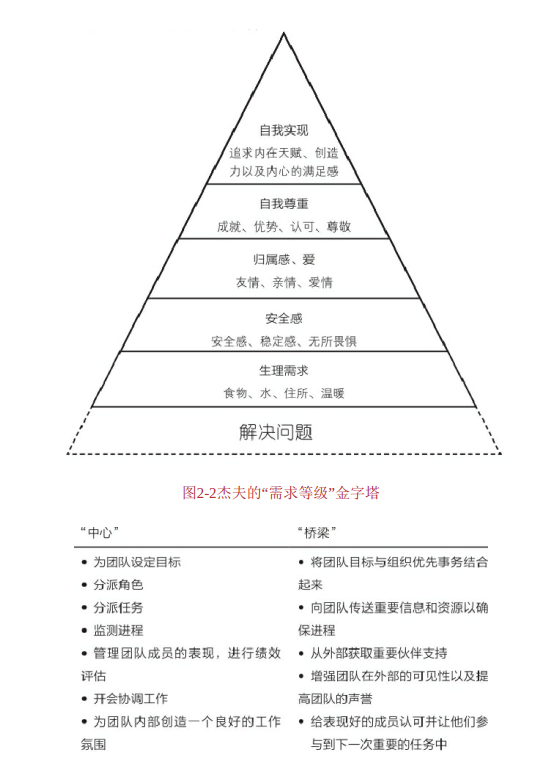 自我实现
追求内在天赋、创造
力以及内心的满足感
自我尊重
成就、优势、认可、尊敬
归属感、爱
友情、亲情、爱情
安全感
安全感、稳定感、无所畏惧
生理需求
食物、水、住所、温暖
解决问题
图2-2杰夫的“需求等级”金字塔
“中心”
● 为团队设定目标
● 分派角色
● 分派任务
● 监测进程
● 管理团队成员的表现，进行绩效
评估
● 开会协调工作
● 为团队内部创造一个良好的工作
氛围
“桥梁”
● 将团队目标与组织优先事务结合
起来
● 向团队传送重要信息和资源以确
保进程
● 从外部获取重要伙伴支持
● 增强团队在外部的可见性以及提
高团队的声誉
● 给表现好的成员认可并让他们参
与到下一次重要的任务中